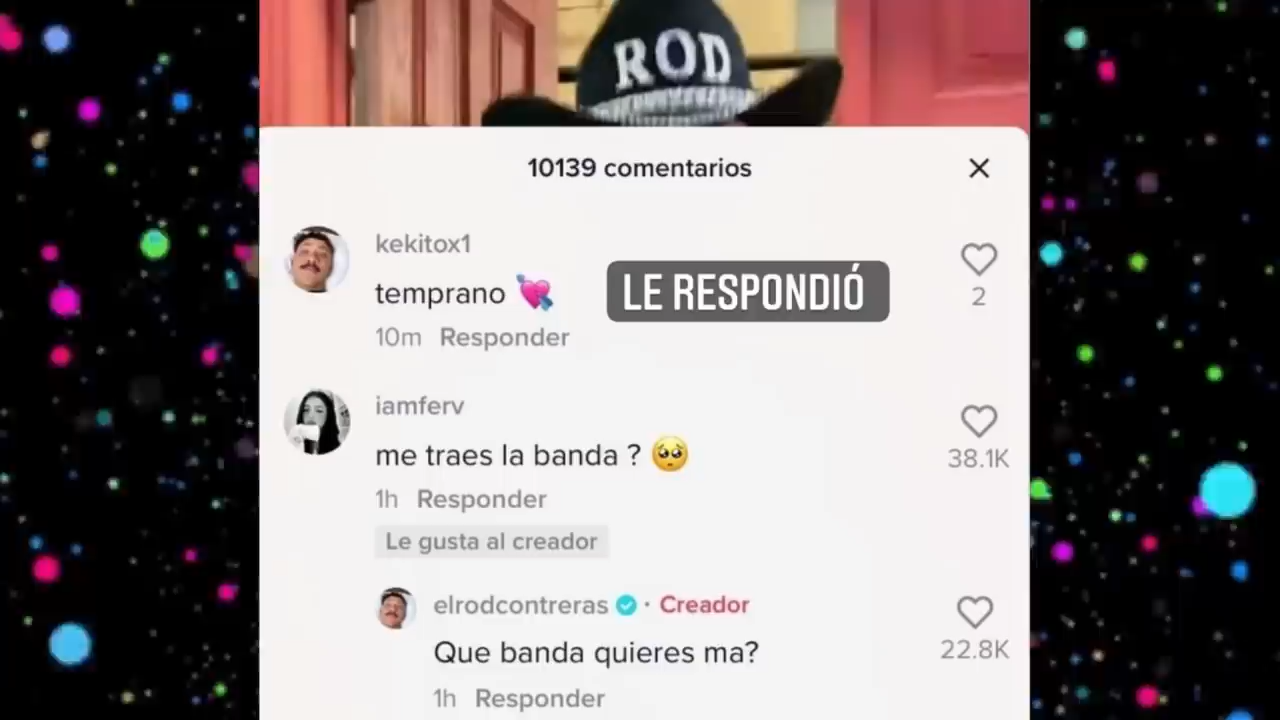 ROD
10139 comentarios
kekitox1
temprano 💘
LE RESPONDIÓ
2
10m Responder
iamferv
me traes la banda ? 🥺
38.1K
1h Responder
Le gusta al creador
elrodcontreras · Creador
Que banda quieres ma?
22.8K
1h Responder